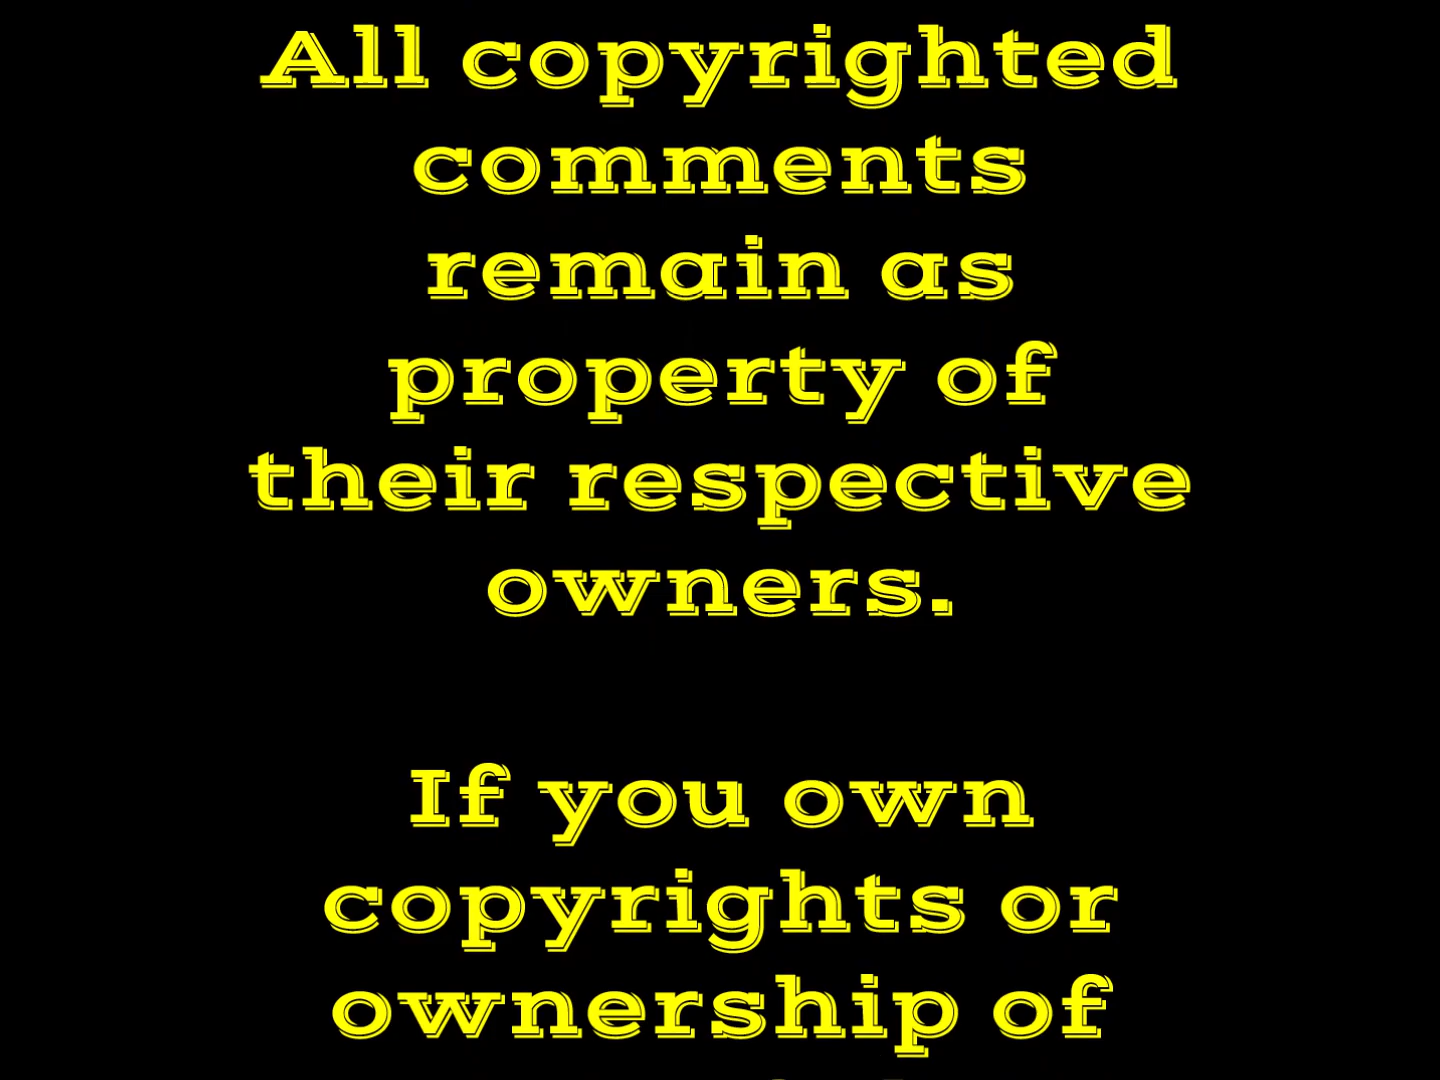 All copyrighted
comments
remain as
property of
their respective
owners.
If you own
copyrights or
ownership of